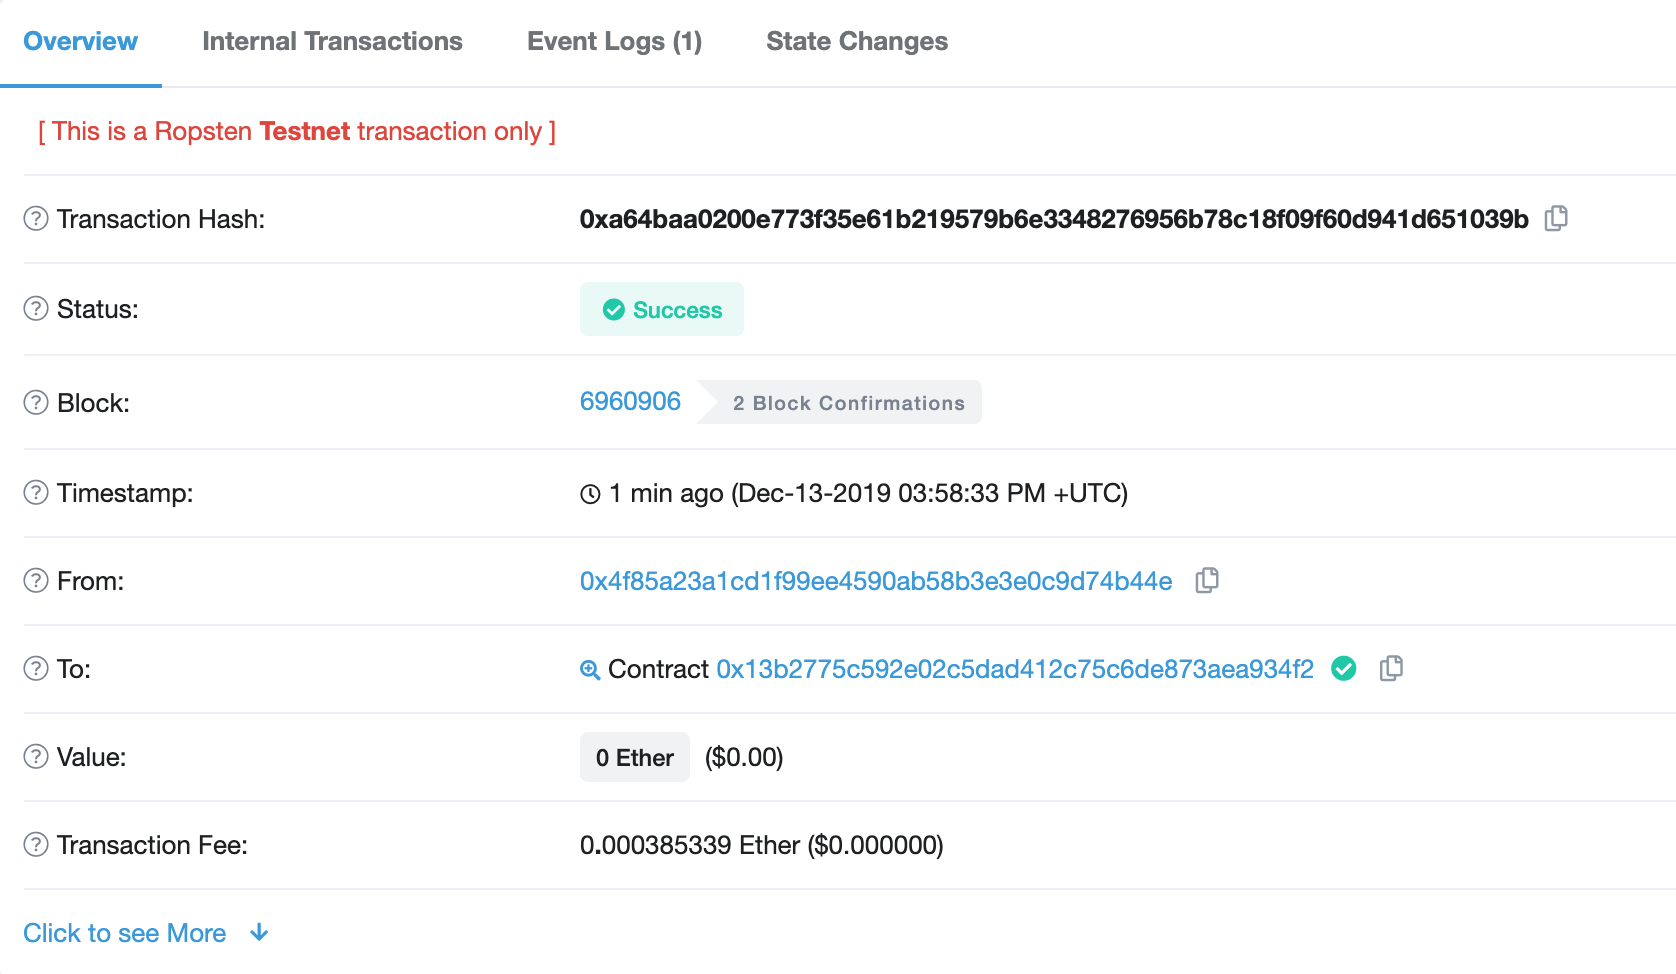 Overview Internal Transactions Event Logs (1) State Changes
[ This is a Ropsten Testnet transaction only ]
Transaction Hash: 0xa64baa0200e773f35e61b219579b6e3348276956b78c18f09f60d941d651039b
Status: Success
Block: 6960906 2 Block Confirmations
Timestamp: 1 min ago (Dec-13-2019 03:58:33 PM +UTC)
From: 0x4f85a23a1cd1f99ee4590ab58b3e3e0c9d74b44e
To: Contract 0x13b2775c592e02c5dad412c75c6de873aea934f2
Value: 0 Ether ($0.00)
Transaction Fee: 0.000385339 Ether ($0.000000)
Click to see More